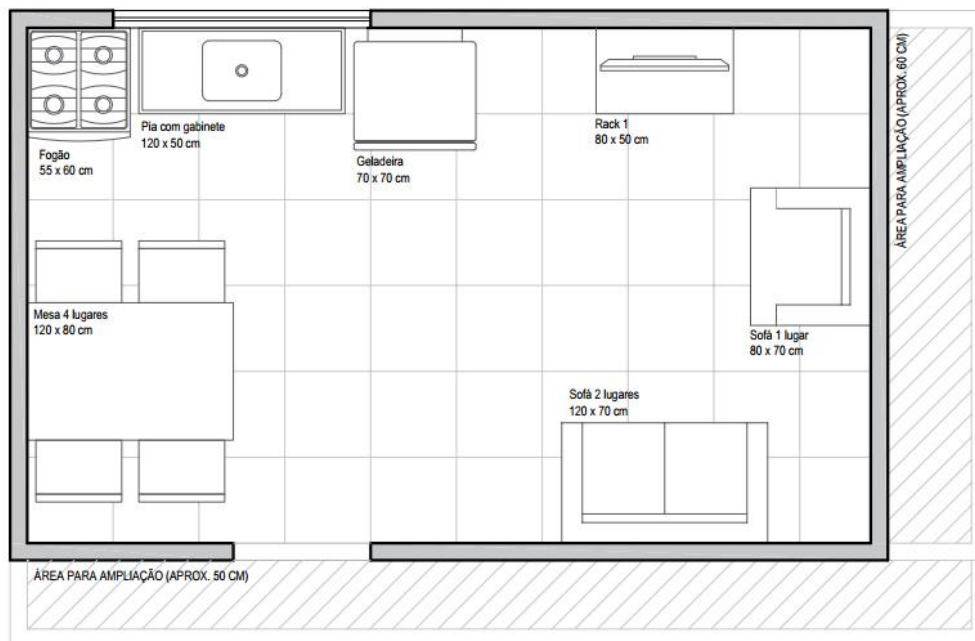 Fogão
55 x 60 cm
Pia com gabinete
120 x 50 cm
Geladeira
70 x 70 cm
Rack 1
80 x 50 cm
ÁREA PARA AMPLIAÇÃO (APROX. 60 CM)
Mesa 4 lugares
120 x 80 cm
Sofá 1 lugar
80 x 70 cm
Sofá 2 lugares
120 x 70 cm
ÁREA PARA AMPLIAÇÃO (APROX. 50 CM)